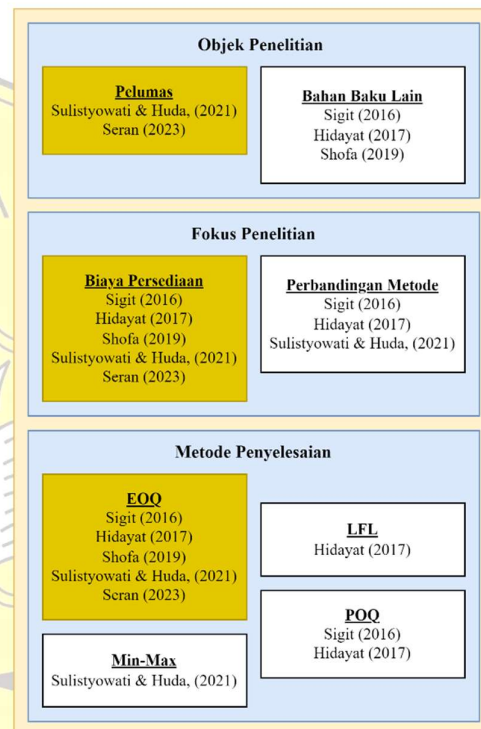 Objek Penelitian
Pelumas
Sulistyowati & Huda, (2021)
Seran (2023)
Bahan Baku Lain
Sigit (2016)
Hidayat (2017)
Shofa (2019)
Fokus Penelitian
Biaya Persediaan
Sigit (2016)
Hidayat (2017)
Shofa (2019)
Sulistyowati & Huda, (2021)
Seran (2023)
Perbandingan Metode
Sigit (2016)
Hidayat (2017)
Sulistyowati & Huda, (2021)
Metode Penyelesaian
EOQ
Sigit (2016)
Hidayat (2017)
Shofa (2019)
Sulistyowati & Huda, (2021)
Seran (2023)
LFL
Hidayat (2017)
POQ
Sigit (2016)
Hidayat (2017)
Min-Max
Sulistyowati & Huda, (2021)